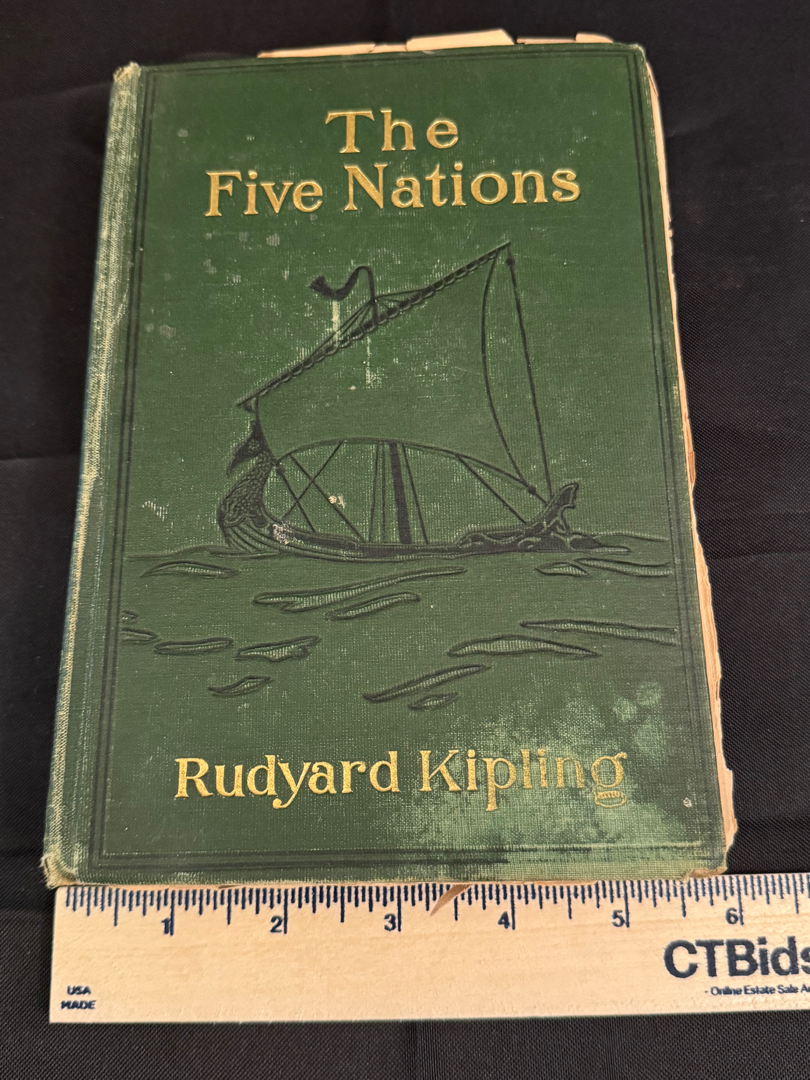 The
Five Nations
Rudyard Kipling
1 2 3 4 5 6
CTBids
- Online Estate Sale
USA
MADE